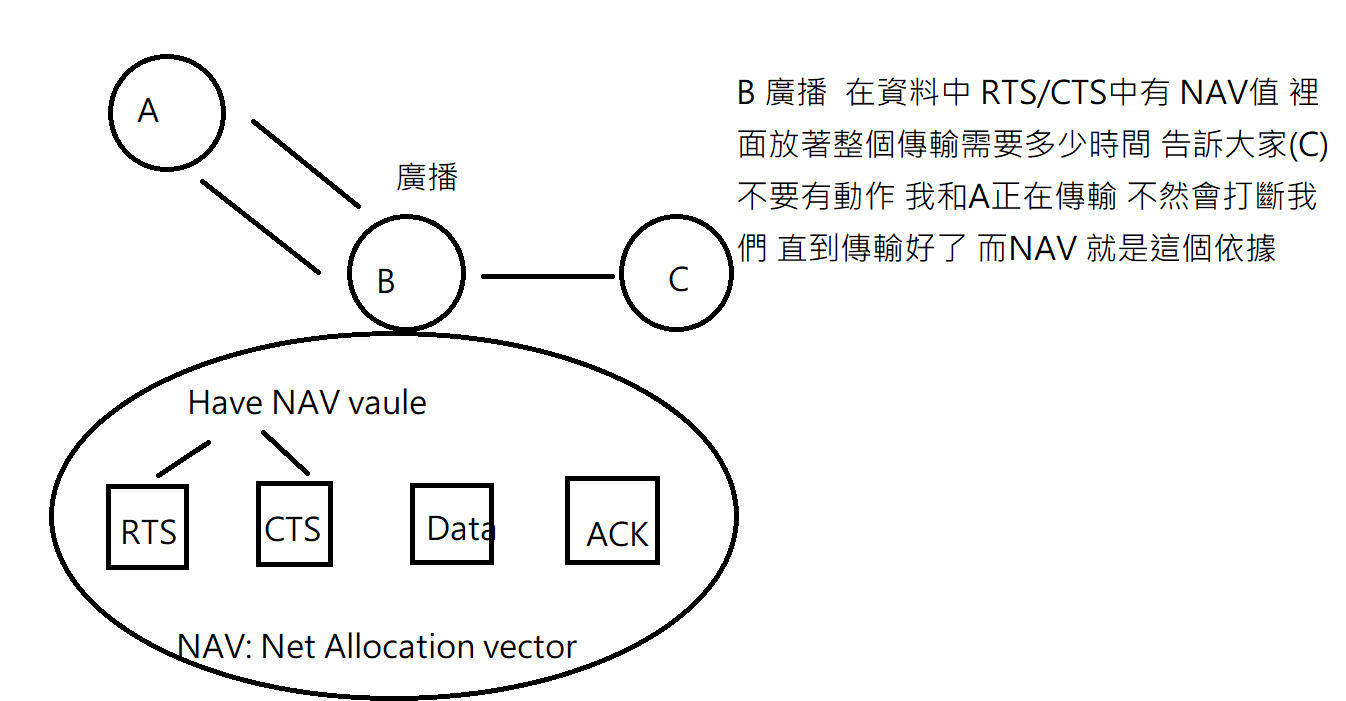 A
廣播
B
C
B 廣播  在資料中 RTS/CTS中有 NAV值 裡
面放著整個傳輸需要多少時間 告訴大家(C)
不要有動作 我和A正在傳輸 不然會打斷我
們 直到傳輸好了 而NAV 就是這個依據
Have NAV vaule
RTS
CTS
Data
ACK
NAV: Net Allocation vector